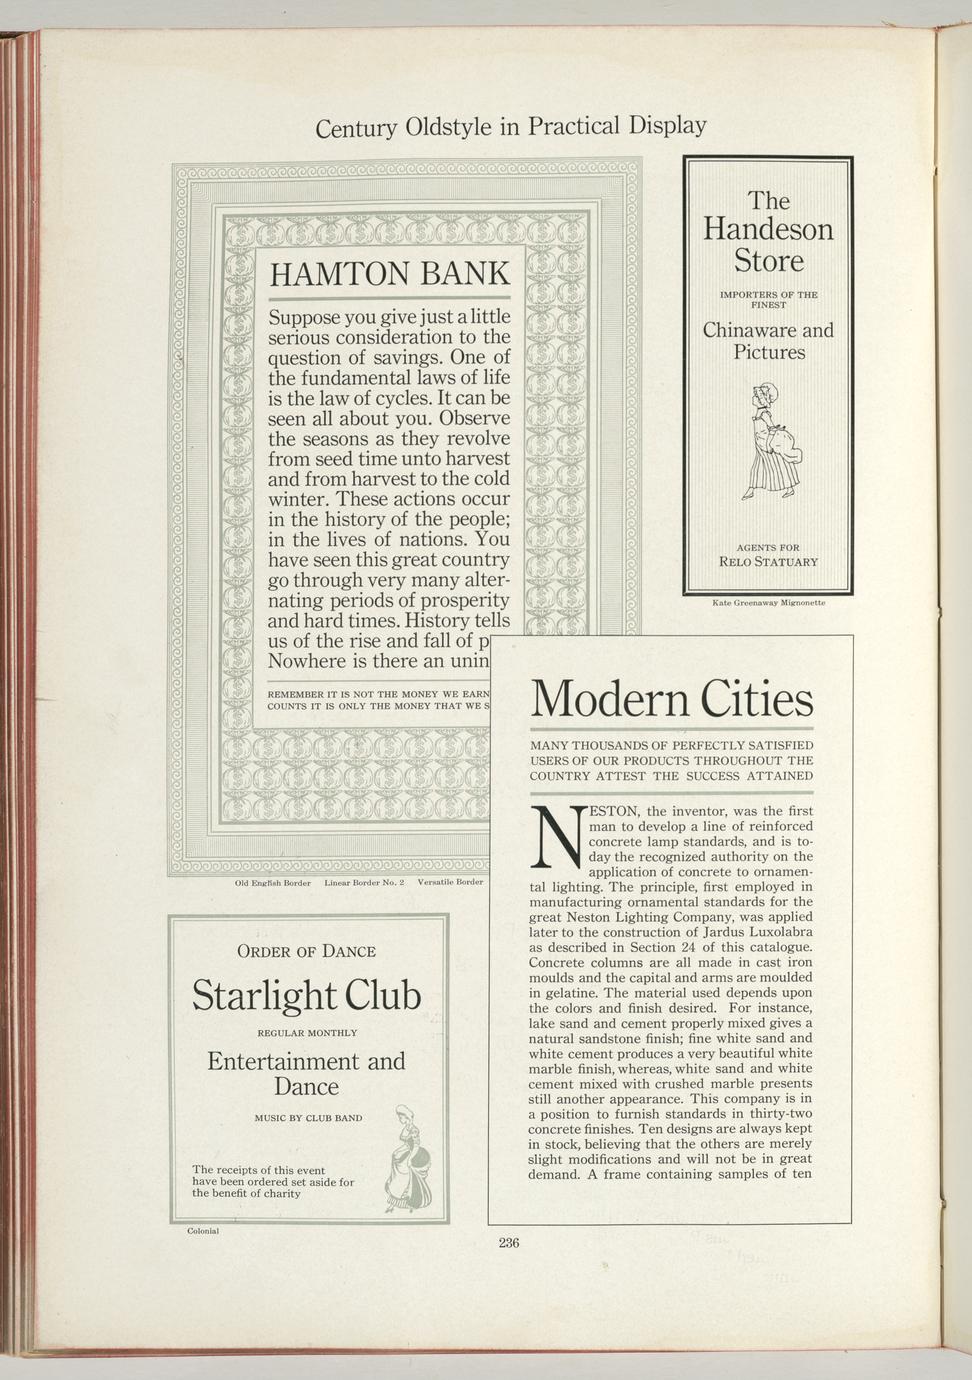 Century Oldstyle in Practical Display
HAMTON BANK
Suppose you give just a little
serious consideration to the
question of savings. One of
the fundamental laws of life
is the law of cycles. It can be
seen all about you. Observe
the seasons as they revolve
from seed time unto harvest
and from harvest to the cold
winter. These actions occur
in the history of the people;
in the lives of nations. You
have seen this great country
go through very many alter-
nating periods of prosperity
and hard times. History tells
us of the rise and fall of p
Nowhere is there an unin
REMEMBER IT IS NOT THE MONEY WE EARN
COUNTS IT IS ONLY THE MONEY THAT WE S
Old English Border Linear Border No. 2 Versatile Border
The
Handeson
Store
IMPORTERS OF THE
FINEST
Chinaware and
Pictures
AGENTS FOR
RELO STATUARY
Kate Greenaway Mignonette
Modern Cities
MANY THOUSANDS OF PERFECTLY SATISFIED
USERS OF OUR PRODUCTS THROUGHOUT THE
COUNTRY ATTEST THE SUCCESS ATTAINED
NESTON, the inventor, was the first
man to develop a line of reinforced
concrete lamp standards, and is to-
day the recognized authority on the
application of concrete to ornamen-
tal lighting. The principle, first employed in
manufacturing ornamental standards for the
great Neston Lighting Company, was applied
later to the construction of Jardus Luxolabra
as described in Section 24 of this catalogue.
Concrete columns are all made in cast iron
moulds and the capital and arms are moulded
in gelatine. The material used depends upon
the colors and finish desired. For instance,
lake sand and cement properly mixed gives a
natural sandstone finish; fine white sand and
white cement produces a very beautiful white
marble finish, whereas, white sand and white
cement mixed with crushed marble presents
still another appearance. This company is in
a position to furnish standards in thirty-two
concrete finishes. Ten designs are always kept
in stock, believing that the others are merely
slight modifications and will not be in great
demand. A frame containing samples of ten
ORDER OF DANCE
Starlight Club
REGULAR MONTHLY
Entertainment and
Dance
MUSIC BY CLUB BAND
The receipts of this event
have been ordered set aside for
the benefit of charity
Colonial
236